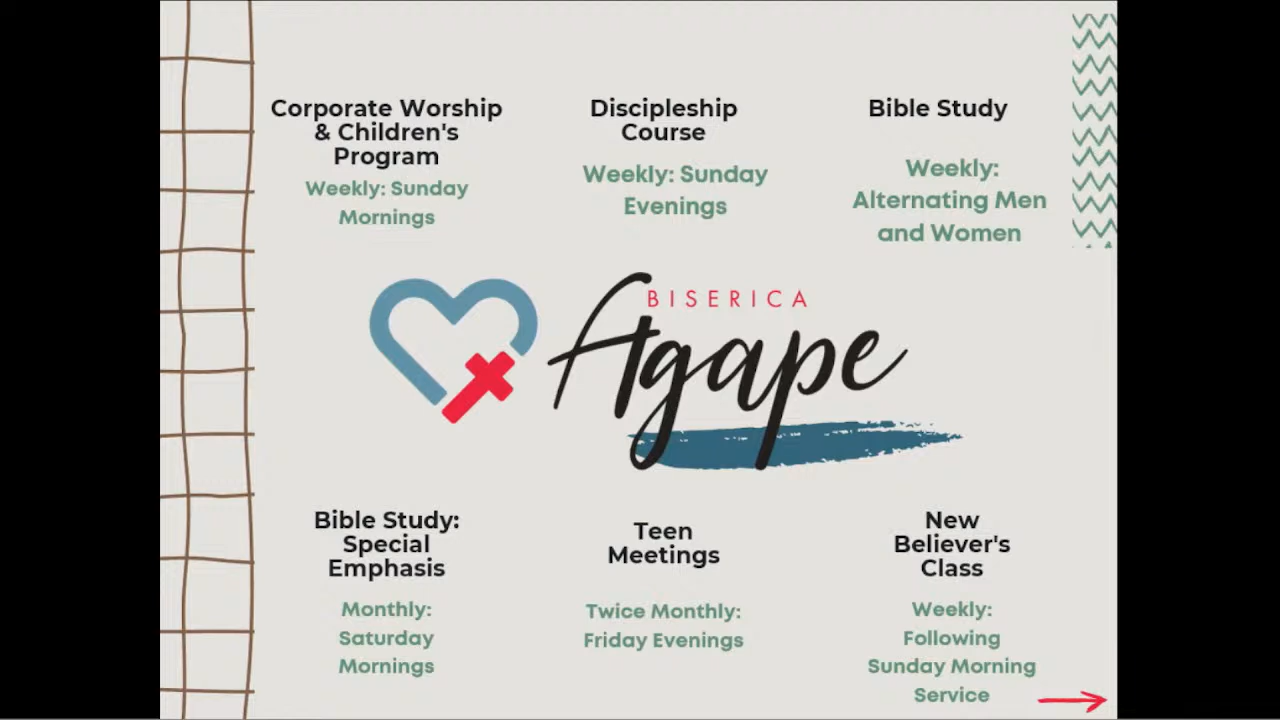 Corporate Worship
& Children's
Program
Weekly: Sunday
Mornings
Discipleship
Course
Weekly: Sunday
Evenings
Bible Study
Weekly:
Alternating Men
and Women
BISERICA
Agape
Bible Study:
Special
Emphasis
Monthly:
Saturday
Mornings
Teen
Meetings
Twice Monthly:
Friday Evenings
New
Believer's
Class
Weekly:
Following
Sunday Morning
Service